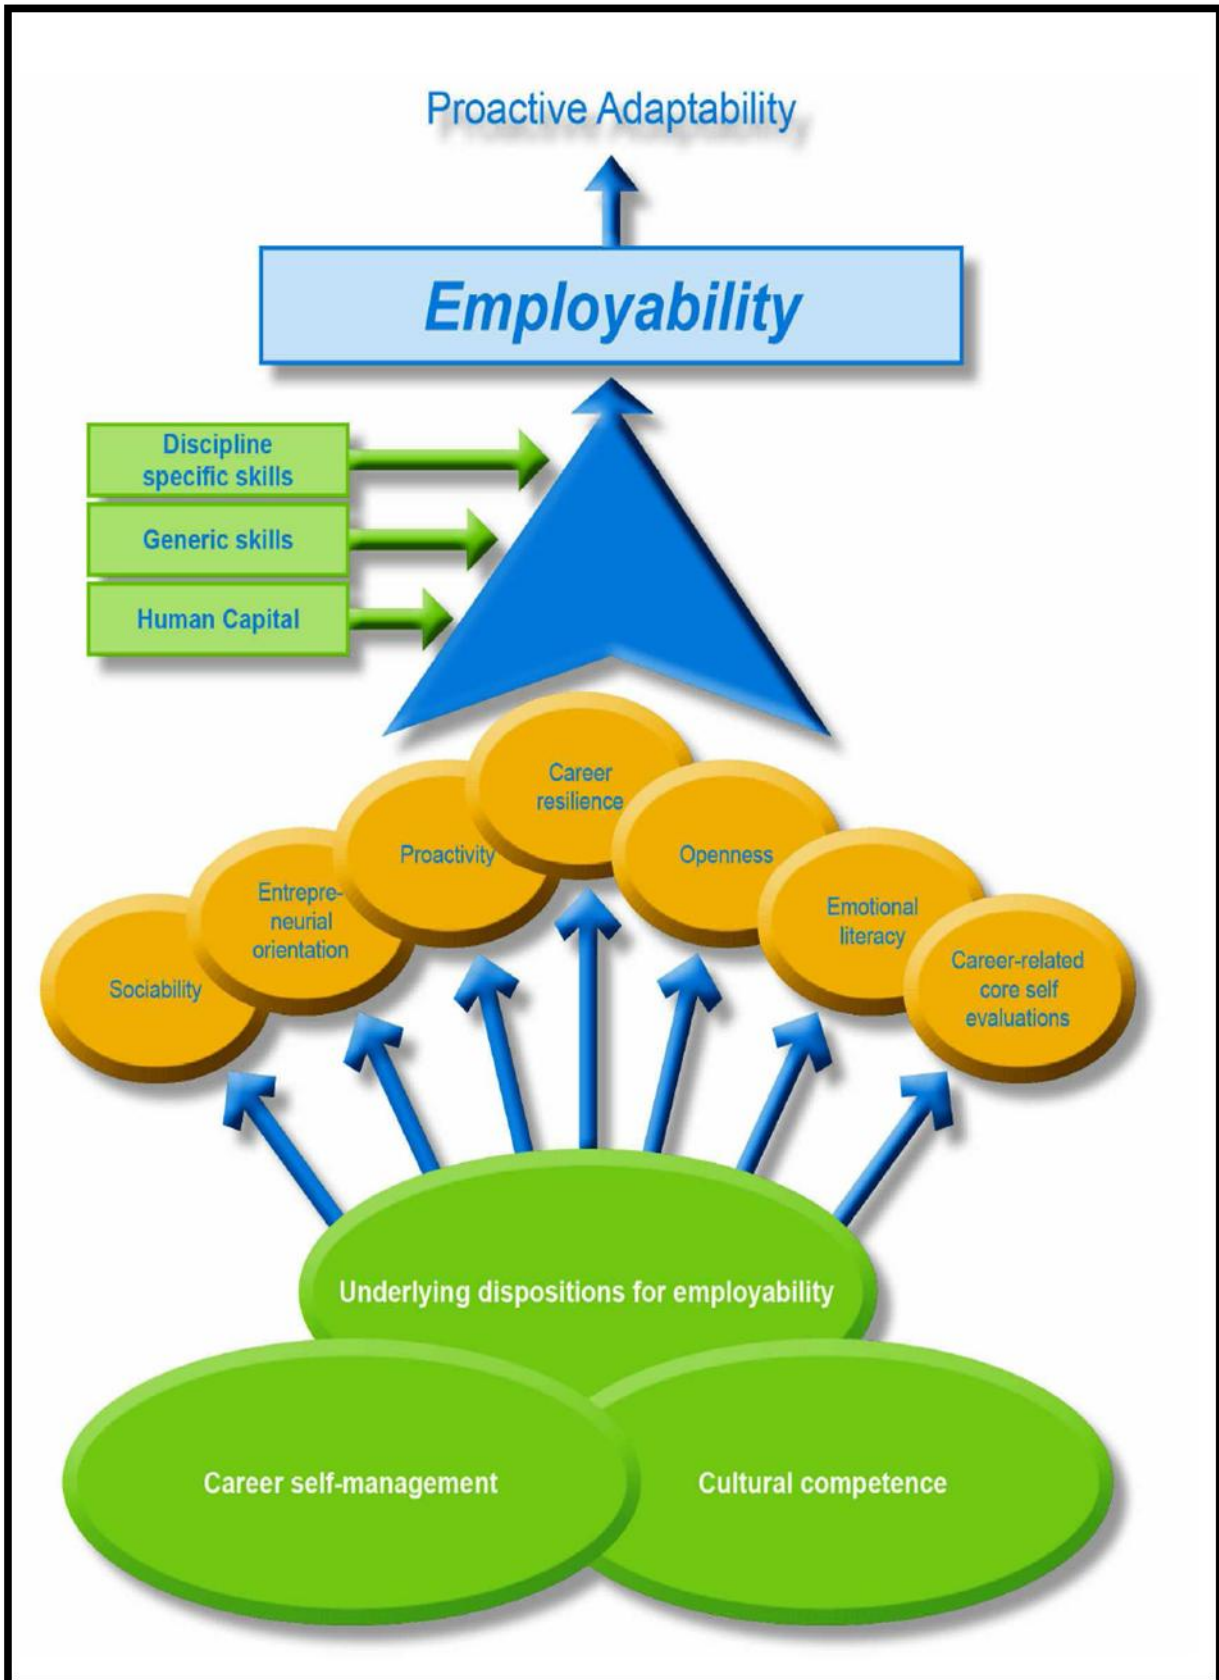 Proactive Adaptability
Employability
Discipline
specific skills
Generic skills
Human Capital
Career
resilience
Proactivity
Openness
Entrepre-
neurial
orientation
Emotional
literacy
Sociability
Career-related
core self
evaluations
Underlying dispositions for employability
Career self-management
Cultural competence